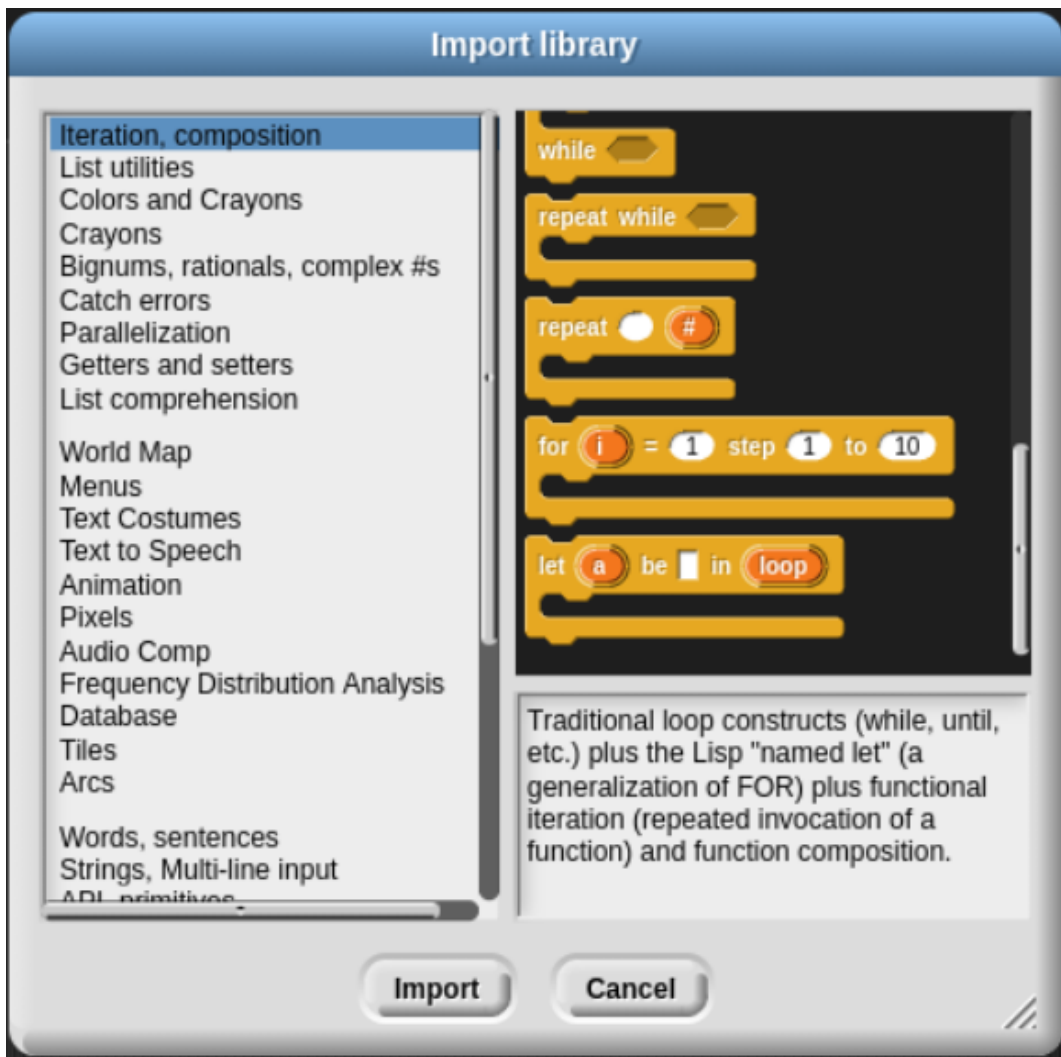 Import library
Iteration, composition
List utilities
Colors and Crayons
Crayons
Bignums, rationals, complex #s
Catch errors
Parallelization
Getters and setters
List comprehension
World Map
Menus
Text Costumes
Text to Speech
Animation
Pixels
Audio Comp
Frequency Distribution Analysis
Database
Tiles
Arcs
Words, sentences
Strings, Multi-line input
APL primitives
while
repeat while
repeat #
for i = 1 step 1 to 10
let a be in loop
Traditional loop constructs (while, until,
etc.) plus the Lisp "named let" (a
generalization of FOR) plus functional
iteration (repeated invocation of a
function) and function composition.
Import
Cancel